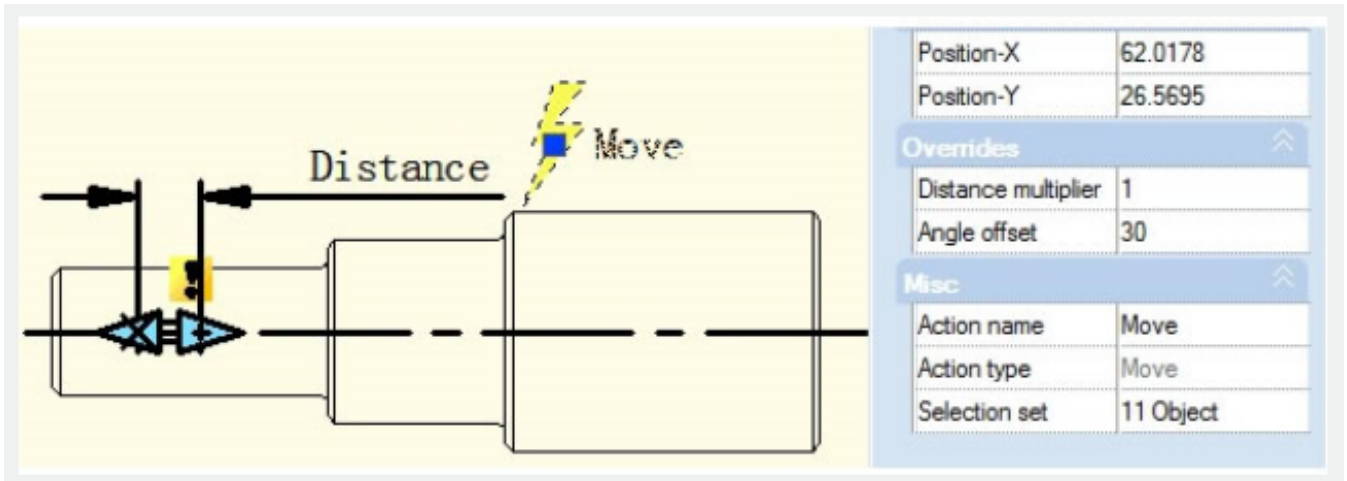 Distance
Move
Position-X 62.0178
Position-Y 26.5695
Overrides
Distance multiplier 1
Angle offset 30
Misc
Action name Move
Action type Move
Selection set 11 Object